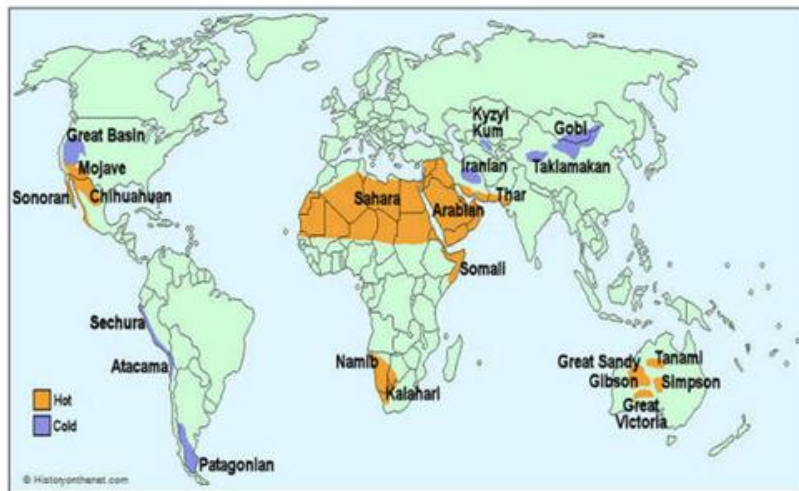 Great Basin
Mojave
Sonoran
Chihuahuan
Sechura
Atacama
Patagonian
Sahara
Arabian
Somali
Namib
Kalahari
Kyzyl
Kum
Iranian
Thar
Gobi
Taklamakan
Great Sandy
Tanami
Gibson
Simpson
Great
Victoria
Hot
Cold
© Historyonthenet.com